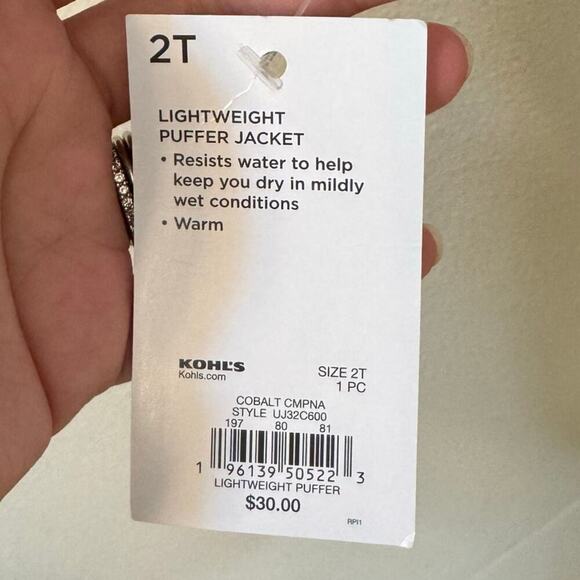 2T
LIGHTWEIGHT
PUFFER JACKET
• Resists water to help
keep you dry in mildly
wet conditions
• Warm
KOHL'S
Kohls.com
SIZE 2T
1 PC
COBALT CMPNA
STYLE UJ32C600
197 80 81
1 96139 50522 3
LIGHTWEIGHT PUFFER
$30.00
RPI1